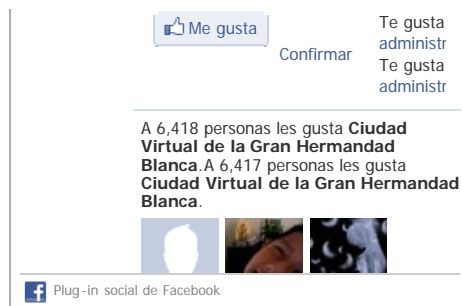 Me gusta
Confirmar
Te gusta
administr
Te gusta
administr
A 6,418 personas les gusta Ciudad
Virtual de la Gran Hermandad
Blanca.A 6,417 personas les gusta
Ciudad Virtual de la Gran Hermandad
Blanca.
Plug-in social de Facebook